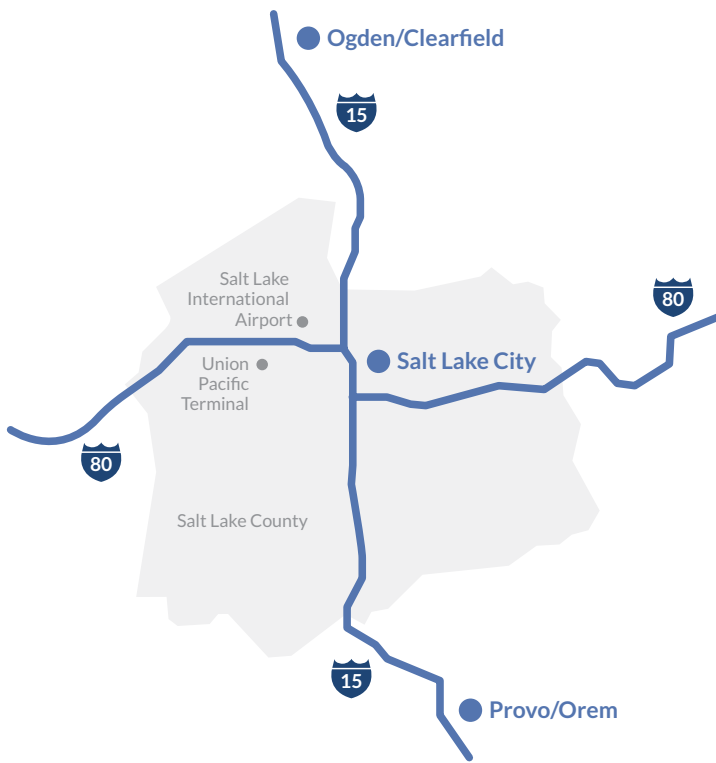 Ogden/Clearfield
15
Salt Lake
International
Airport
80
Union
Pacific
Terminal
Salt Lake City
80
Salt Lake County
15
Provo/Orem